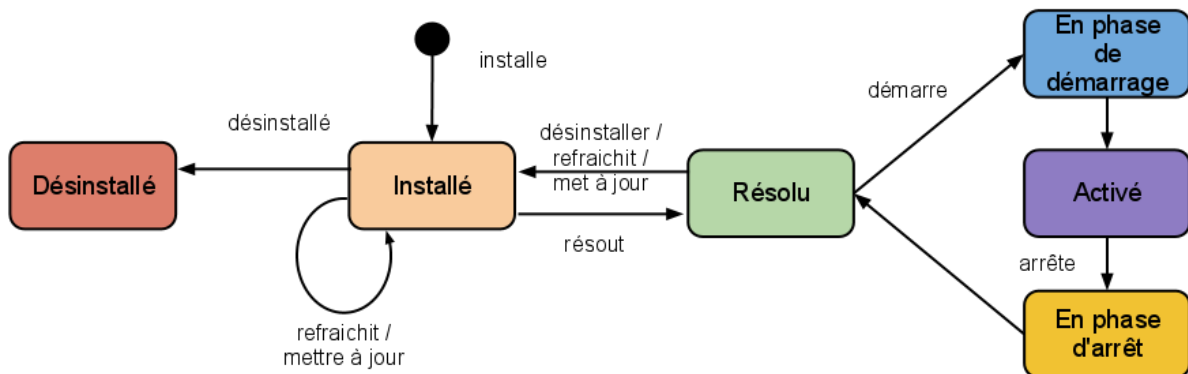 installe
désinstallé
Désinstallé
Installé
refraichit /
mettre à jour
désinstaller /
refraichit /
met à jour
résout
Résolu
démarre
En phase
de
démarrage
Activé
arrête
En phase
d'arrêt